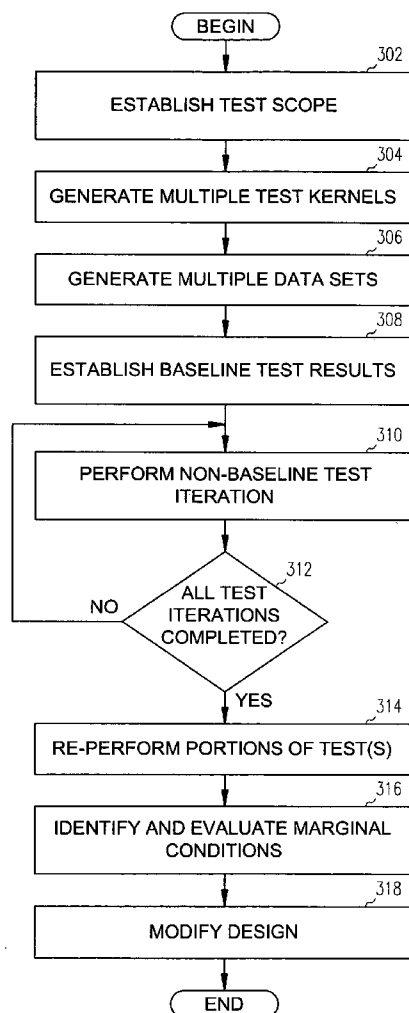 BEGIN
302
ESTABLISH TEST SCOPE
304
GENERATE MULTIPLE TEST KERNELS
306
GENERATE MULTIPLE DATA SETS
308
ESTABLISH BASELINE TEST RESULTS
310
PERFORM NON-BASELINE TEST
ITERATION
312
ALL TEST
ITERATIONS
COMPLETED?
NO
YES
314
RE-PERFORM PORTIONS OF TEST(S)
316
IDENTIFY AND EVALUATE MARGINAL
CONDITIONS
318
MODIFY DESIGN
END